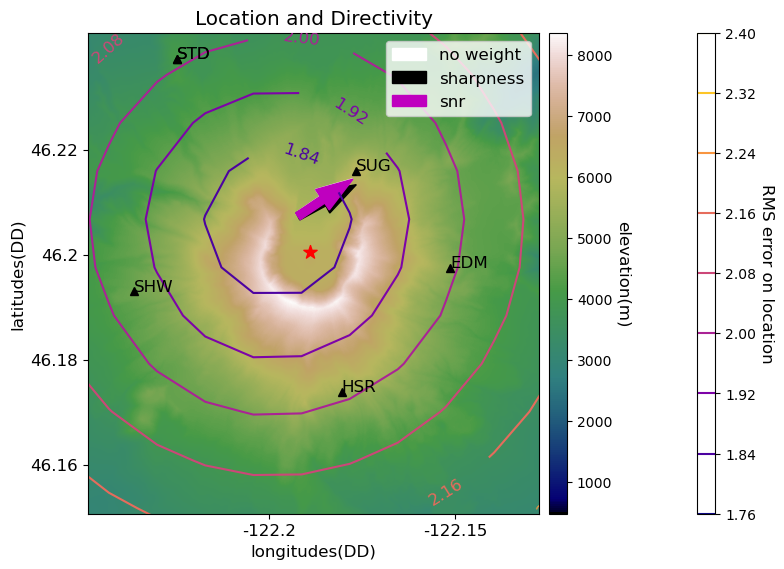 Location and Directivity
2.08
STD
2.00
no weight
sharpness
snr
1.92
1.84
SUG
EDM
SHW
HSR
2.16
46.22
46.2
46.18
46.16
latitudes(DD)
-122.2
-122.15
longitudes(DD)
8000
7000
6000
5000
4000
3000
2000
1000
elevation(m)
2.40
2.32
2.24
2.16
2.08
2.00
1.92
1.84
1.76
RMS error on location